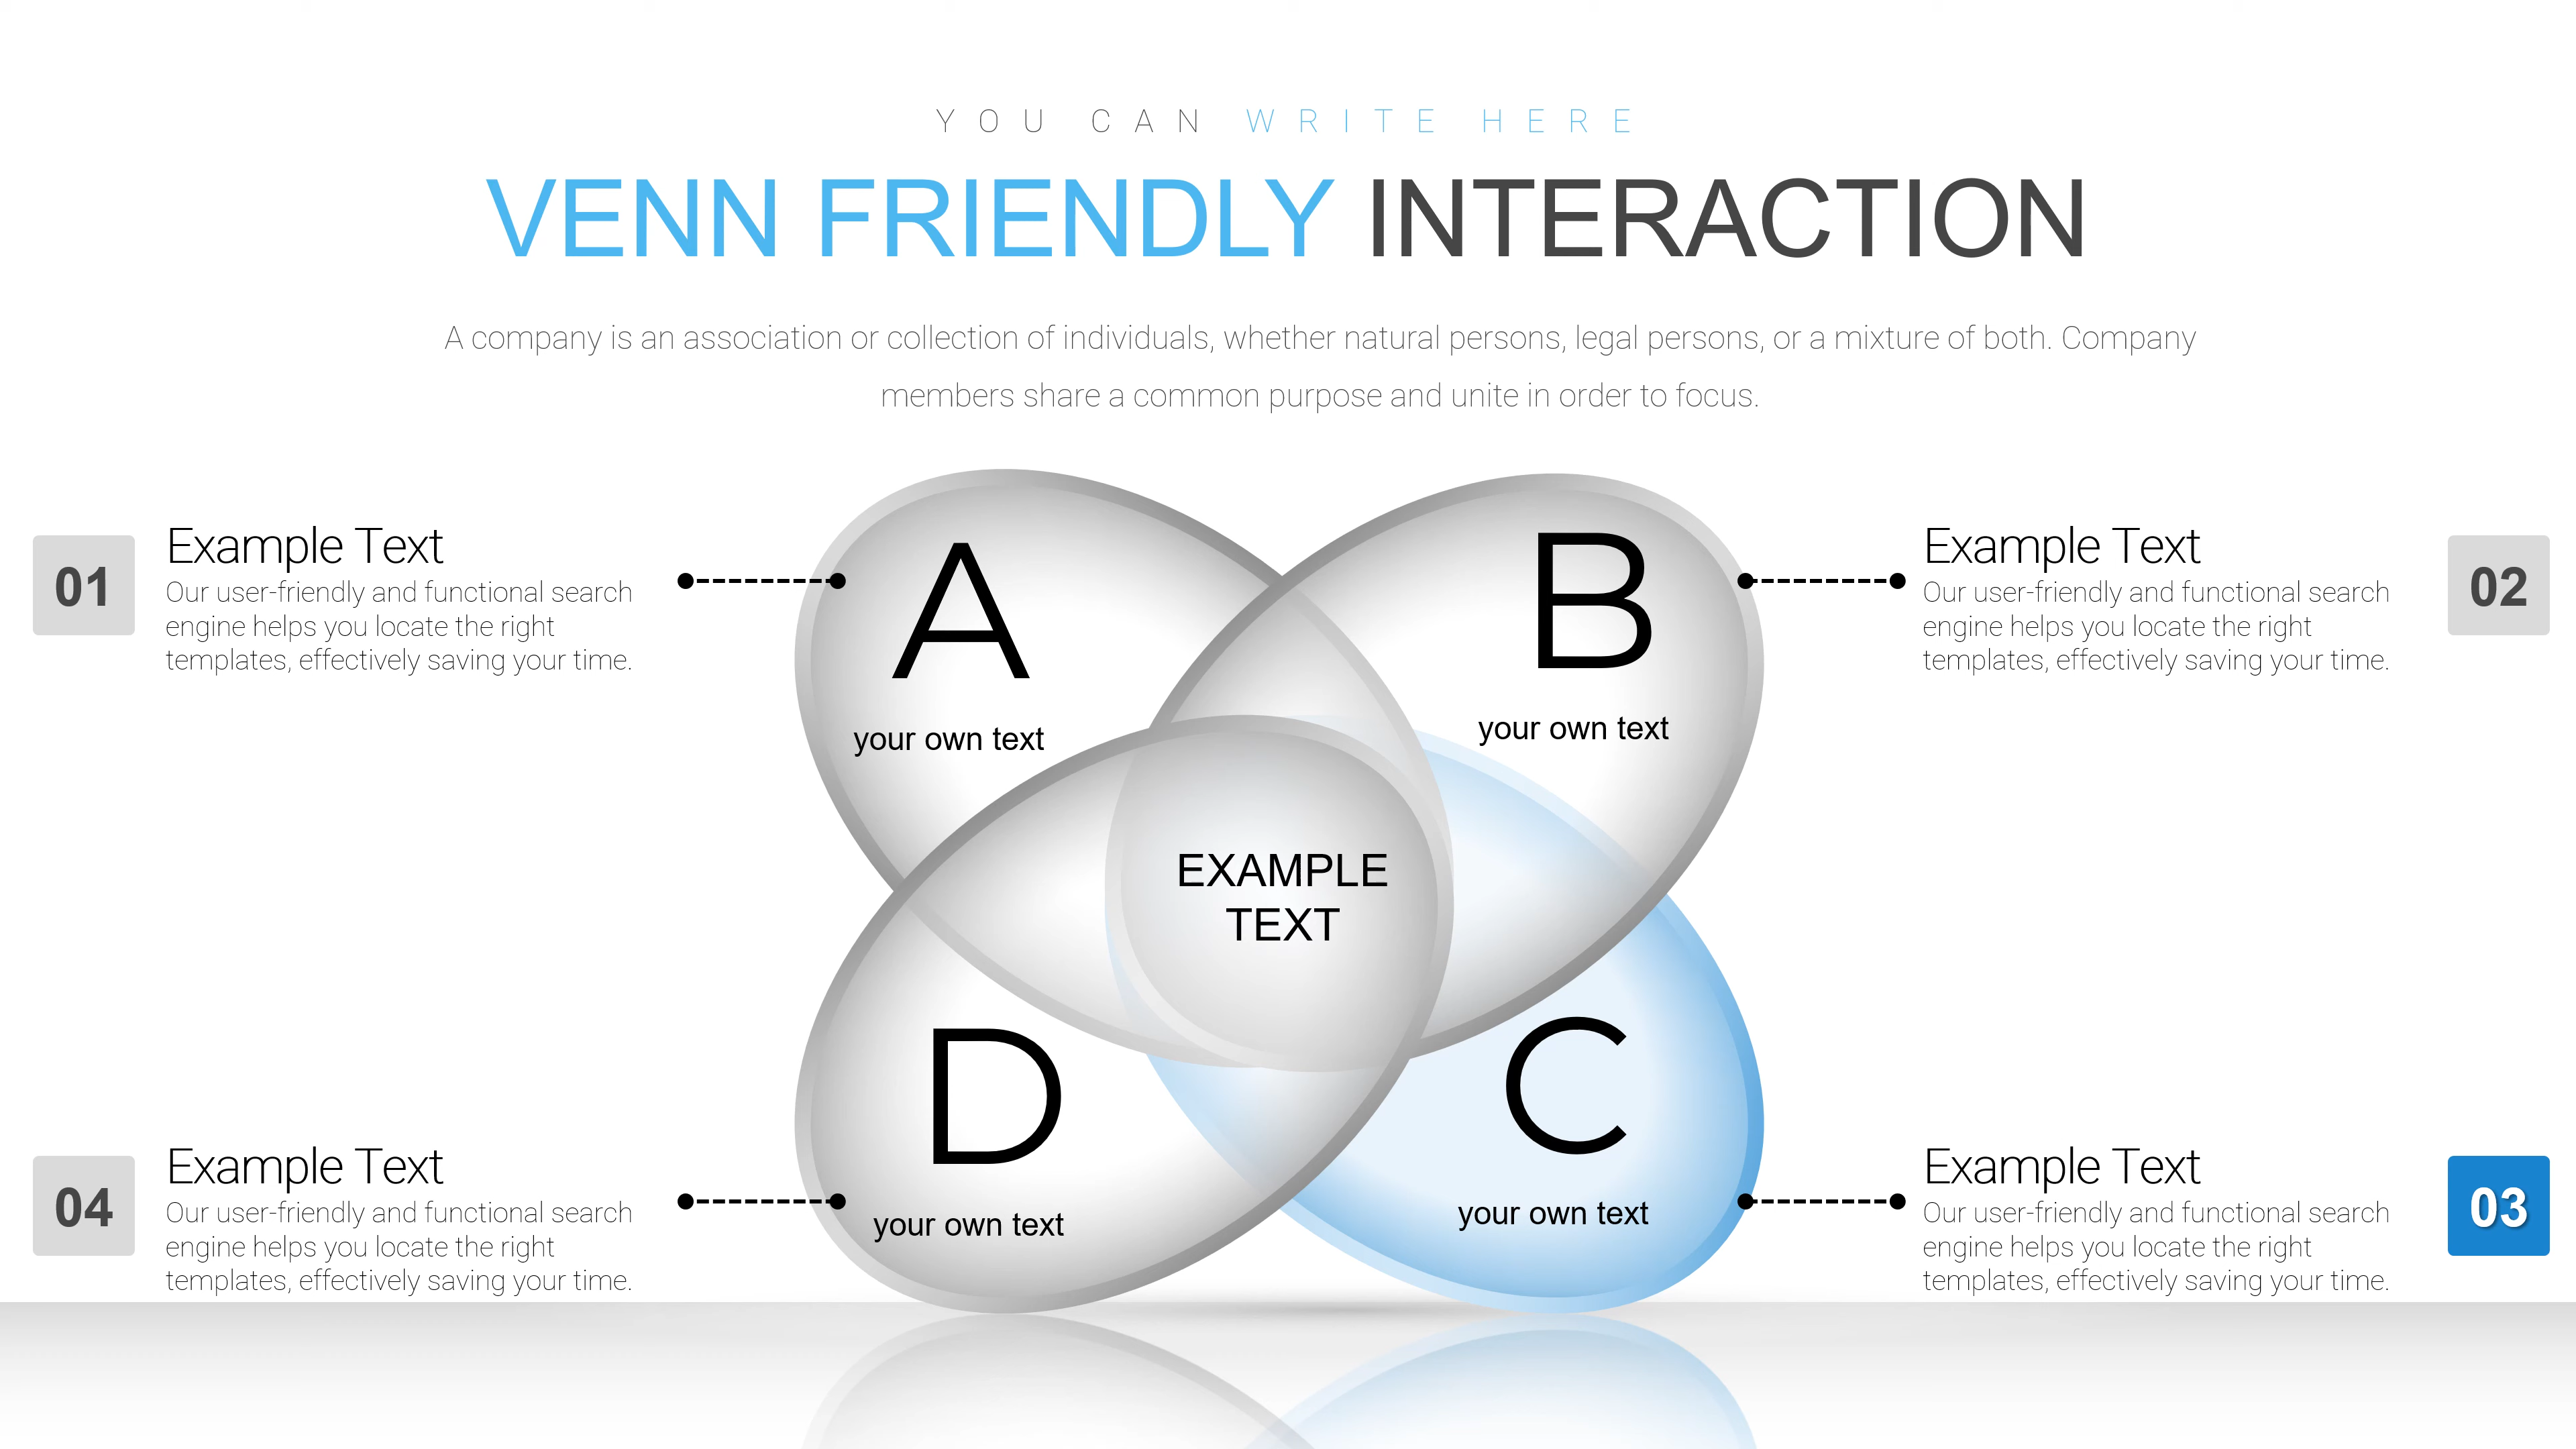 YOU CAN WRITE HERE
VENN FRIENDLY INTERACTION
A company is an association or collection of individuals, whether natural persons, legal persons, or a mixture of both. Company
members share a common purpose and unite in order to focus.
01
Example Text
Our user-friendly and functional search
engine helps you locate the right
templates, effectively saving your time.
A
your own text
B
your own text
Example Text
Our user-friendly and functional search
engine helps you locate the right
templates, effectively saving your time.
02
EXAMPLE
TEXT
04
Example Text
Our user-friendly and functional search
engine helps you locate the right
templates, effectively saving your time.
D
your own text
C
your own text
Example Text
Our user-friendly and functional search
engine helps you locate the right
templates, effectively saving your time.
03